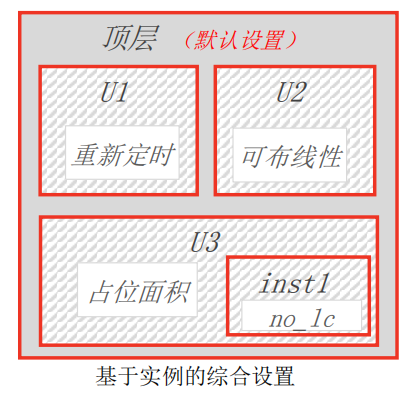 顶层 （默认设置）
U1
重新定时
U2
可布线性
U3
占位面积
inst1
no_lc
基于实例的综合设置